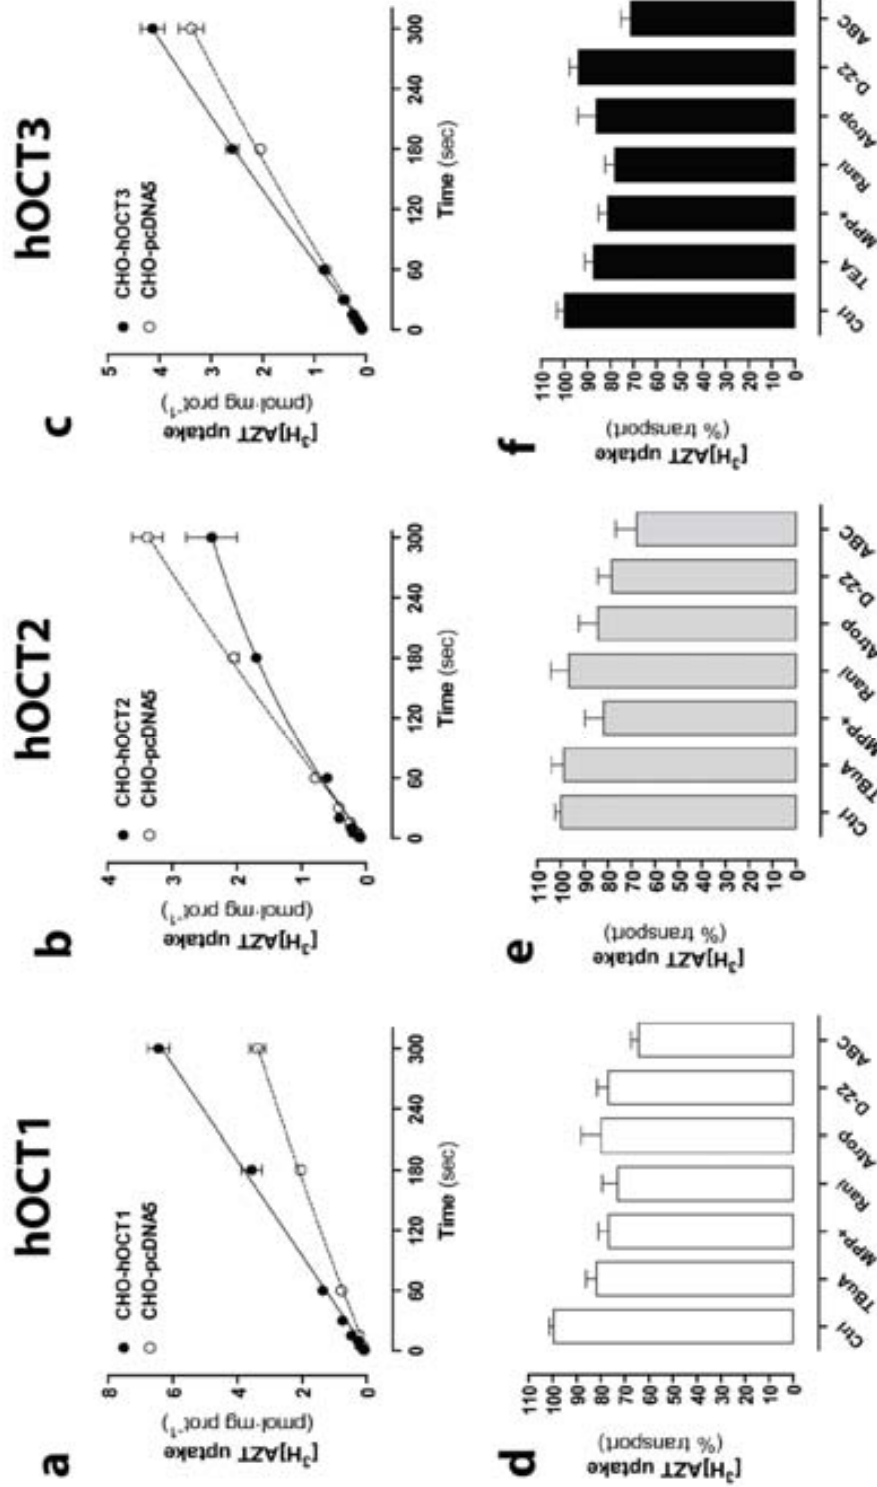 hOCT1
a
CHO-hOCT1
CHO-pcDNA5
[³H]AZT uptake
(pmol·mg prot⁻¹)
8
6
4
2
0
0 60 120 180 240 300
Time (sec)
hOCT2
b
CHO-hOCT2
CHO-pcDNA5
[³H]AZT uptake
(pmol·mg prot⁻¹)
4
3
2
1
0
0 60 120 180 240 300
Time (sec)
hOCT3
c
CHO-hOCT3
CHO-pcDNA5
[³H]AZT uptake
(pmol·mg prot⁻¹)
5
4
3
2
1
0
0 60 120 180 240 300
Time (sec)
d
[³H]AZT uptake
(% transport)
110
100
90
80
70
60
50
40
30
20
10
0
Ctrl TBuA MPP+ Rani Atrop D-22 ABC
e
[³H]AZT uptake
(% transport)
110
100
90
80
70
60
50
40
30
20
10
0
Ctrl TBuA MPP+ Rani Atrop D-22 ABC
f
[³H]AZT uptake
(% transport)
110
100
90
80
70
60
50
40
30
20
10
0
Ctrl TEA MPP+ Rani Atrop D-22 ABC